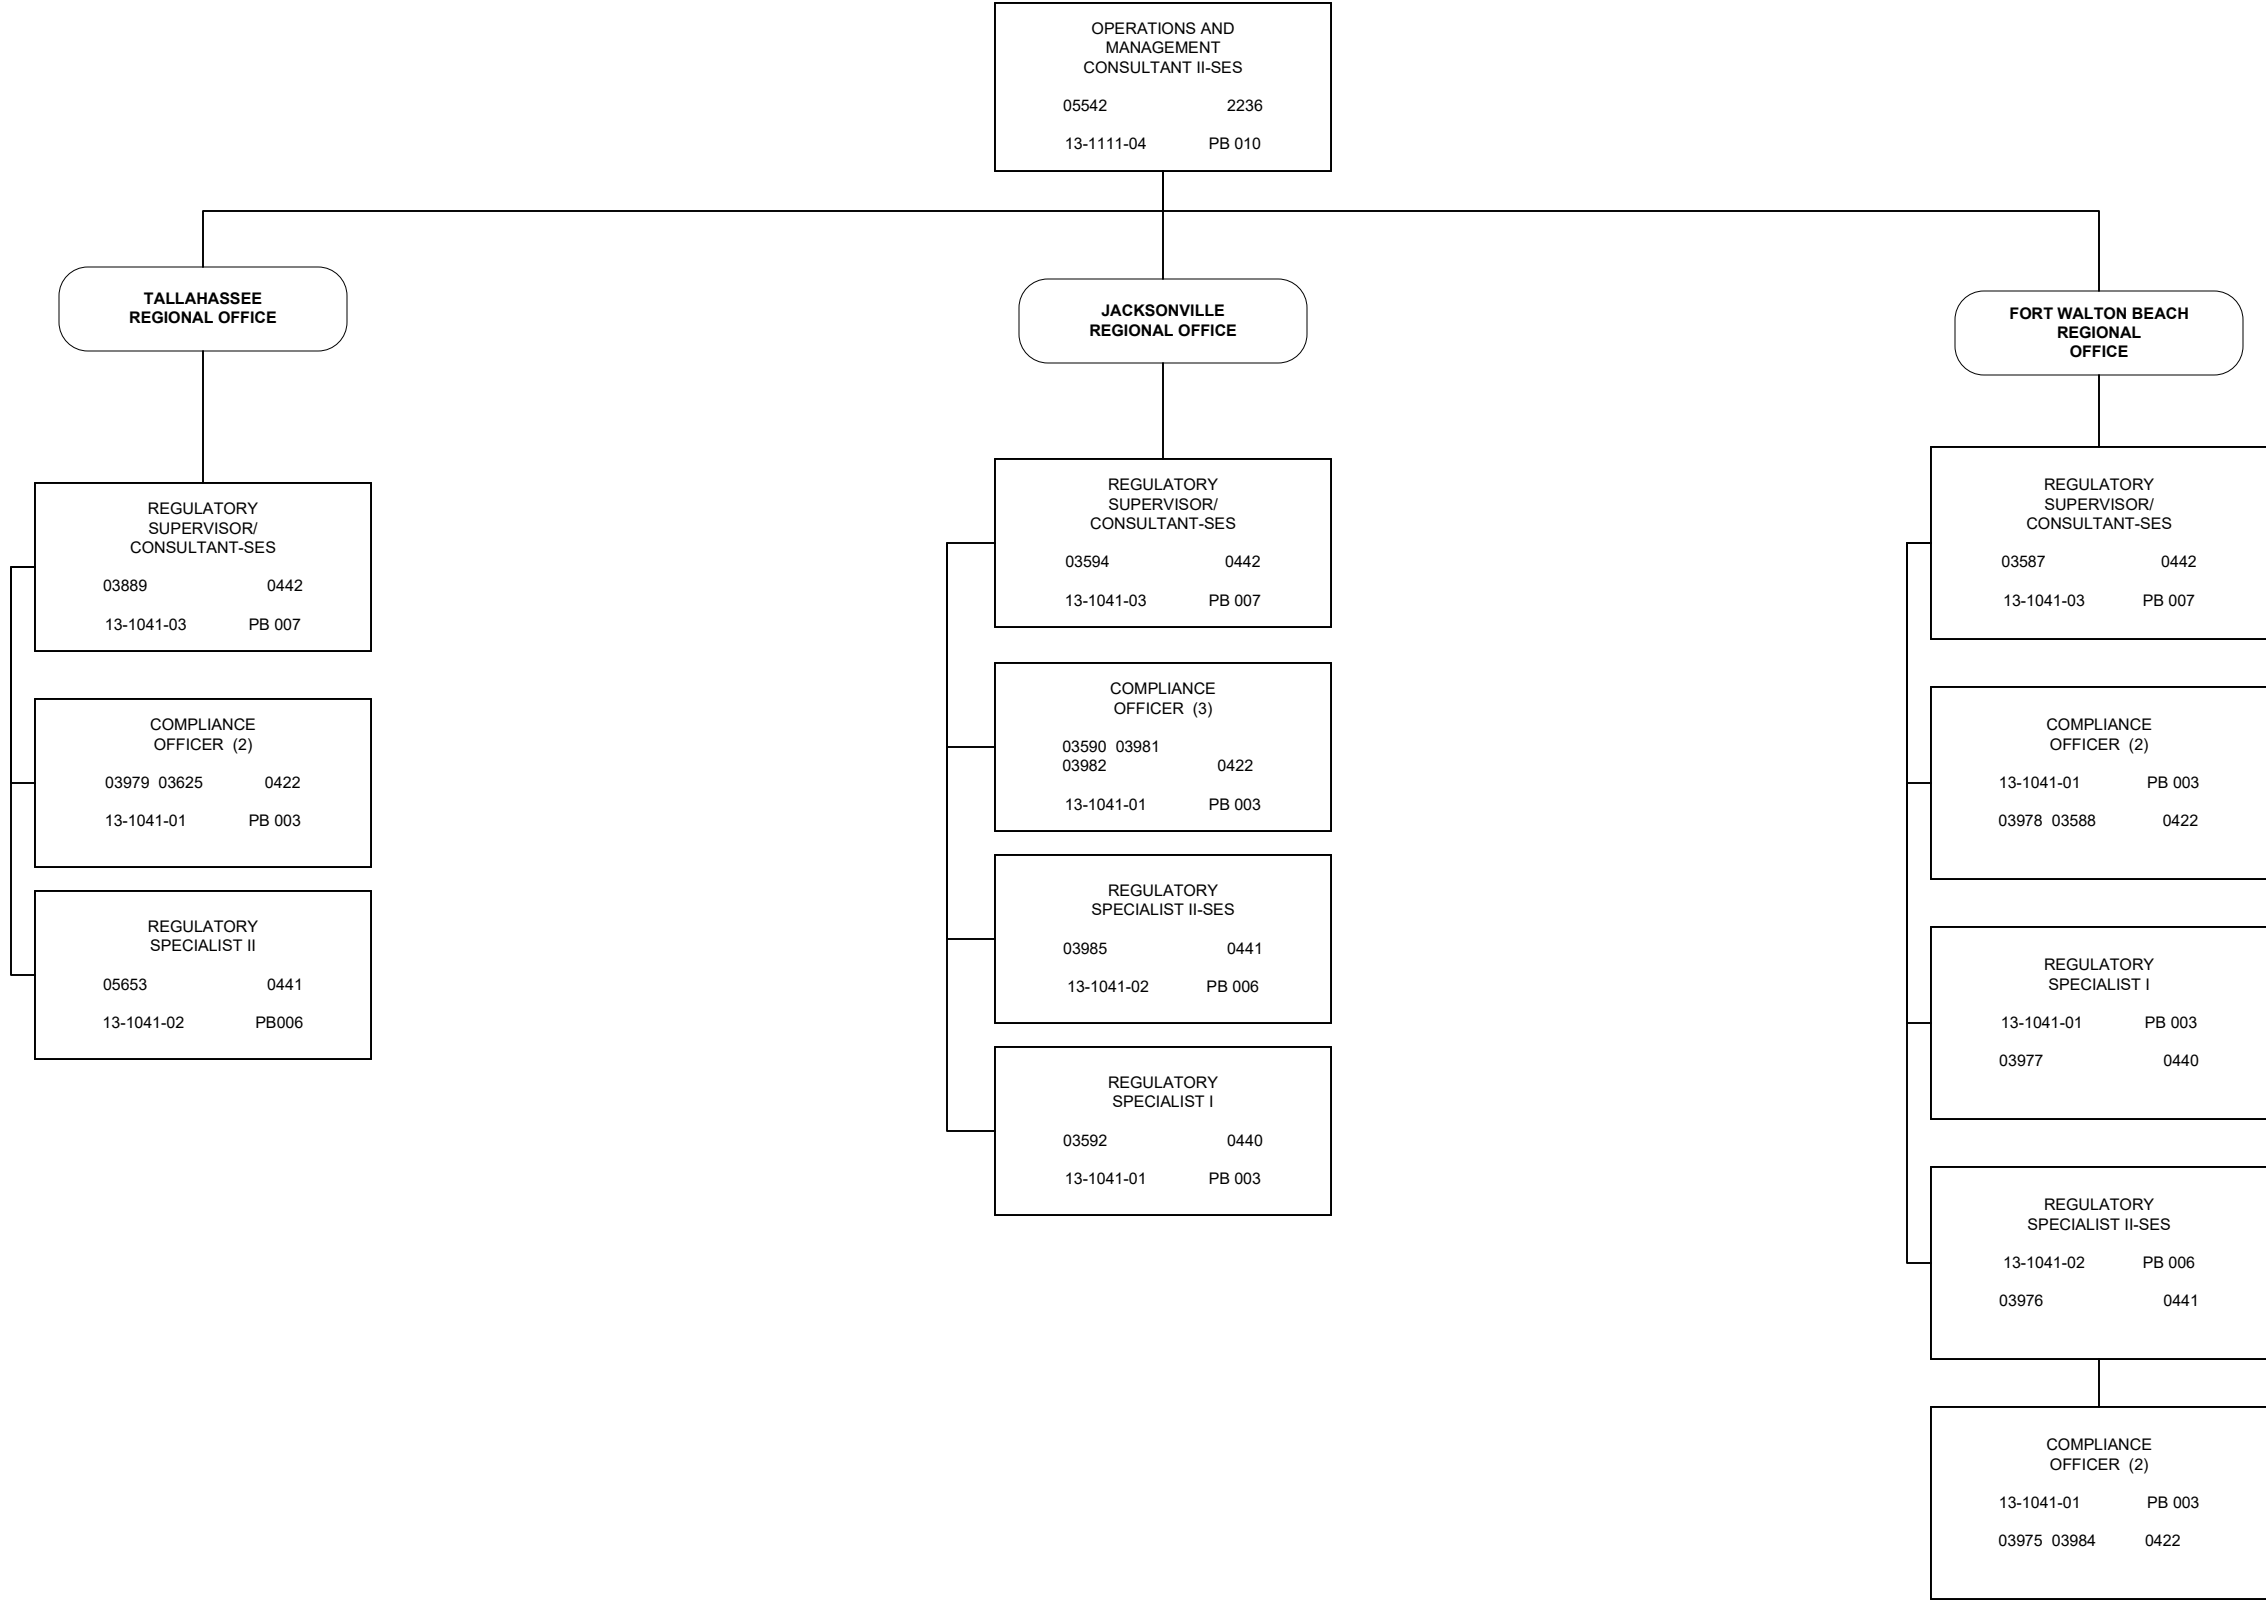 OPERATIONS AND
MANAGEMENT
CONSULTANT II-SES
05542 2236
13-1111-04 PB 010
TALLAHASSEE
REGIONAL OFFICE
REGULATORY
SUPERVISOR/
CONSULTANT-SES
03889 0442
13-1041-03 PB 007
COMPLIANCE
OFFICER (2)
03979 03625 0422
13-1041-01 PB 003
REGULATORY
SPECIALIST II
05653 0441
13-1041-02 PB006
JACKSONVILLE
REGIONAL OFFICE
REGULATORY
SUPERVISOR/
CONSULTANT-SES
03594 0442
13-1041-03 PB 007
COMPLIANCE
OFFICER (3)
03590 03981
03982 0422
13-1041-01 PB 003
REGULATORY
SPECIALIST II-SES
03985 0441
13-1041-02 PB 006
REGULATORY
SPECIALIST I
03592 0440
13-1041-01 PB 003
FORT WALTON BEACH
REGIONAL
OFFICE
REGULATORY
SUPERVISOR/
CONSULTANT-SES
03587 0442
13-1041-03 PB 007
COMPLIANCE
OFFICER (2)
13-1041-01 PB 003
03978 03588 0422
REGULATORY
SPECIALIST I
13-1041-01 PB 003
03977 0440
REGULATORY
SPECIALIST II-SES
13-1041-02 PB 006
03976 0441
COMPLIANCE
OFFICER (2)
13-1041-01 PB 003
03975 03984 0422